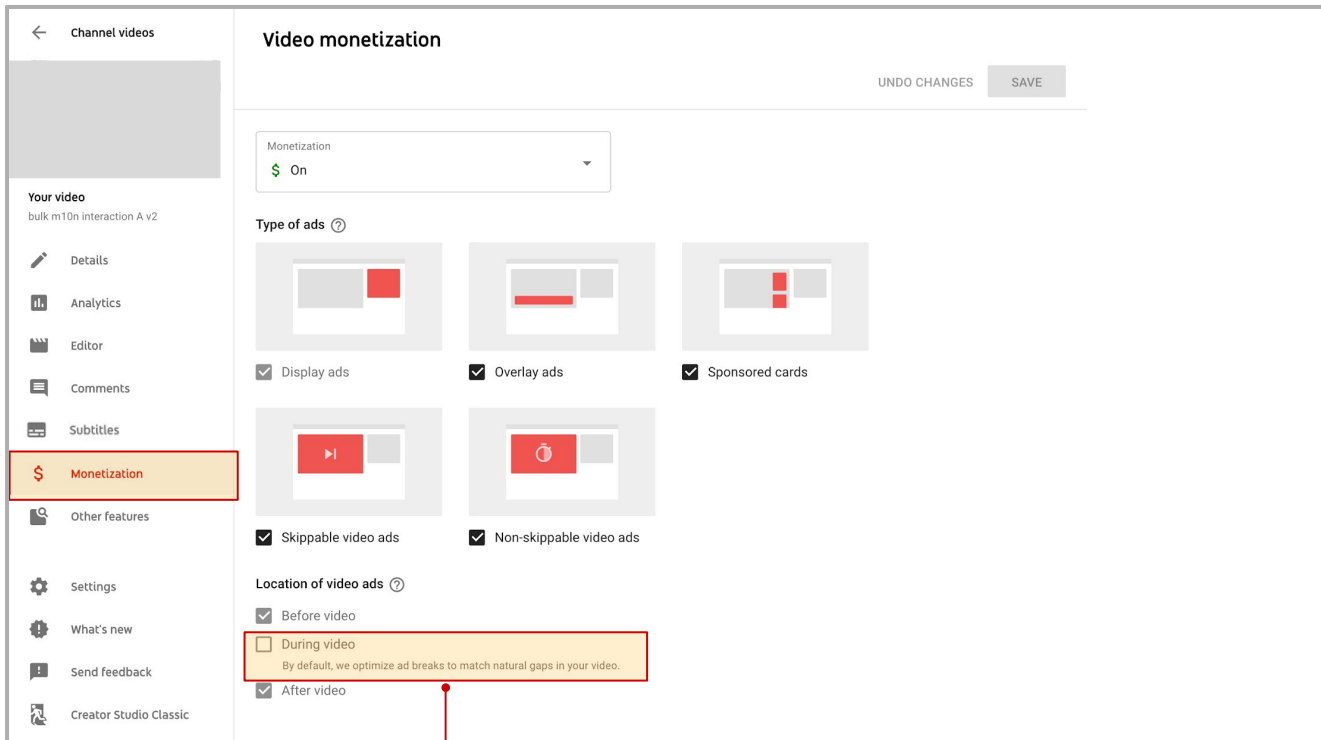 Channel videos
Your video
bulk m10n interaction A v2
Details
Analytics
Editor
Comments
Subtitles
$ Monetization
Other features
Settings
What's new
Send feedback
Creator Studio Classic
Video monetization
UNDO CHANGES SAVE
Monetization
$ On
Type of ads ?
Display ads Overlay ads Sponsored cards
Skippable video ads Non-skippable video ads
Location of video ads ?
Before video
During video
By default, we optimize ad breaks to match natural gaps in your video.
After video